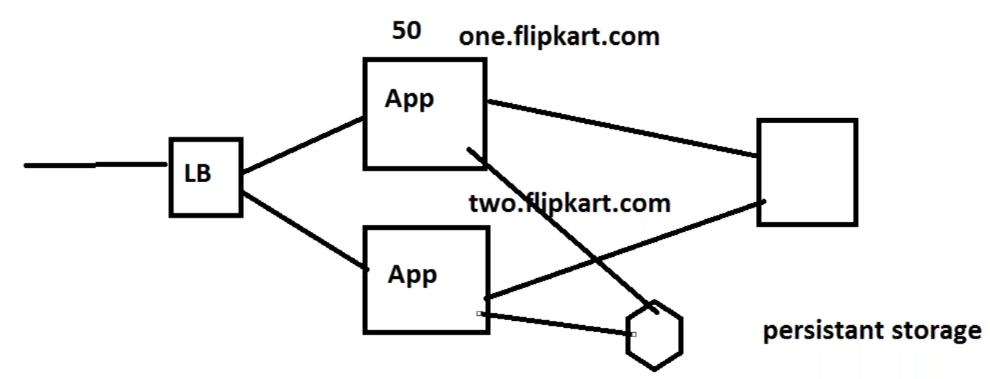 50
one.flipkart.com
App
LB
two.flipkart.com
App
persistant storage